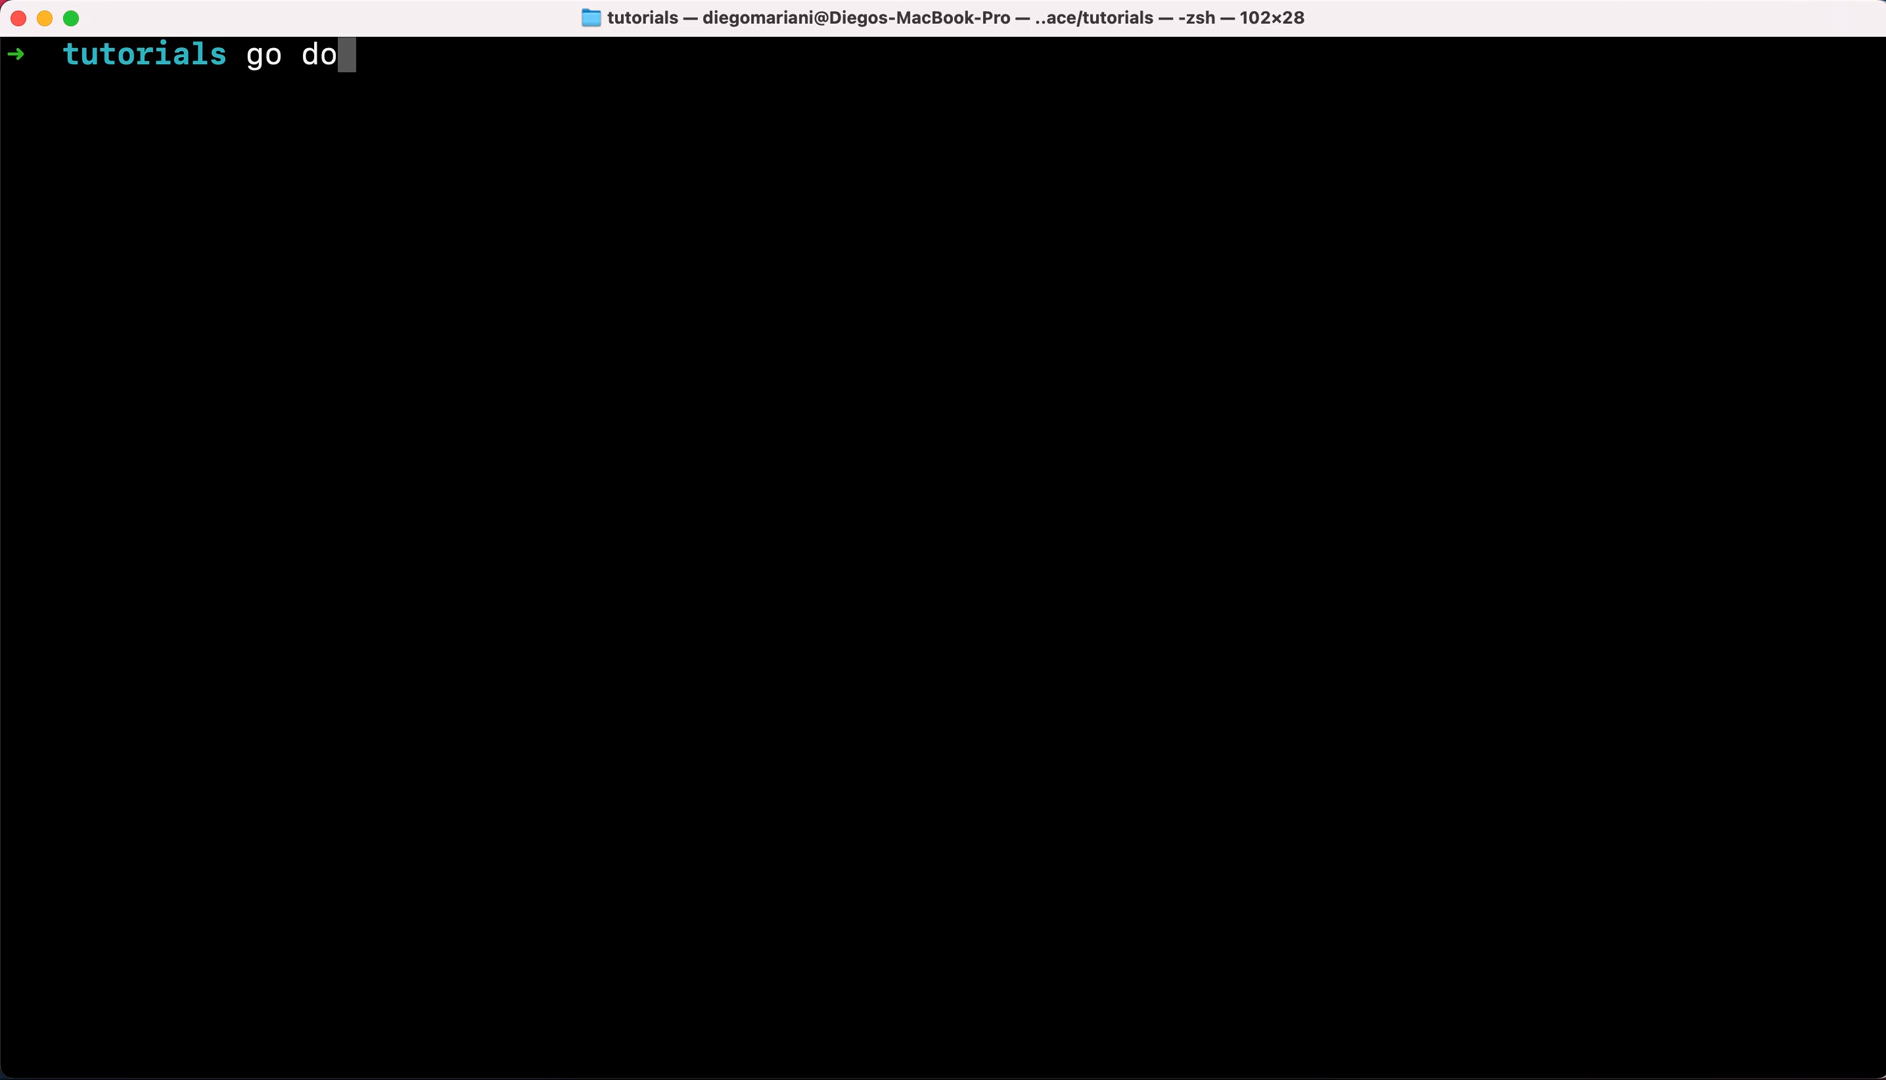 tutorials — diegomariani@Diegos-MacBook-Pro — ..ace/tutorials — -zsh — 102×28
➜ tutorials go do